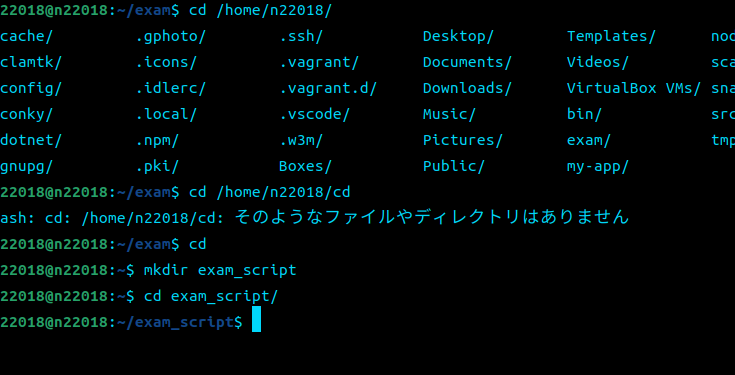 22018@n22018:~/exam$ cd /home/n22018/
cache/ .gphoto/ .ssh/ Desktop/ Templates/ nod
clamtk/ .icons/ .vagrant/ Documents/ Videos/ sca
config/ .idlerc/ .vagrant.d/ Downloads/ VirtualBox VMs/ sna
conky/ .local/ .vscode/ Music/ bin/ src
dotnet/ .npm/ .w3m/ Pictures/ exam/ tmp
gnupg/ .pki/ Boxes/ Public/ my-app/
22018@n22018:~/exam$ cd /home/n22018/cd
ash: cd: /home/n22018/cd: そのようなファイルやディレクトリはありません
22018@n22018:~/exam$ cd
22018@n22018:~$ mkdir exam_script
22018@n22018:~$ cd exam_script/
22018@n22018:~/exam_script$